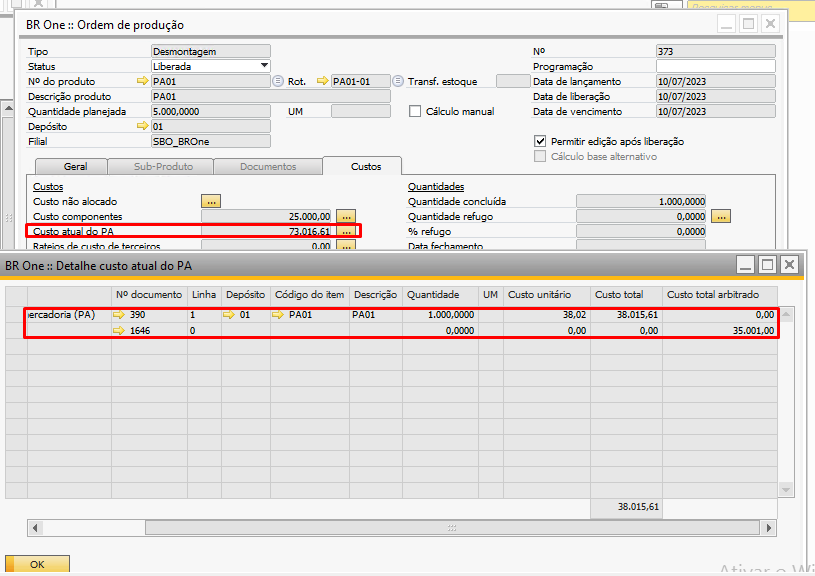 BR One :: Ordem de produção
Tipo Desmontagem Nº 373
Status Liberada Programação
Nº do produto PA01 Rot. PA01-01 Transf. estoque Data de lançamento 10/07/2023
Descrição produto PA01 Data de liberação 10/07/2023
Quantidade planejada 5.000,0000 UM Cálculo manual Data de vencimento 10/07/2023
Depósito 01
Filial SBO_BROne Permitir edição após liberação
Cálculo base alternativo
Geral Sub-Produto Documentos Custos
Custos Quantidades
Custo não alocado ... Quantidade concluída 1.000,0000
Custo componentes 25.000,00 ... Quantidade refugo 0,0000 ...
Custo atual do PA 73.016,61 ... % refugo 0,0000
Rateios de custo de terceiros 0,00 ... Data fechamento
BR One :: Detalhe custo atual do PA
Nº documento Linha Depósito Código do item Descrição Quantidade UM Custo unitário Custo total Custo total arbitrado
ercadoria (PA) 390 1 01 PA01 PA01 1.000,0000 38,02 38.015,61 0,00
1646 0 0,0000 0,00 0,00 35.001,00
38.015,61
OK